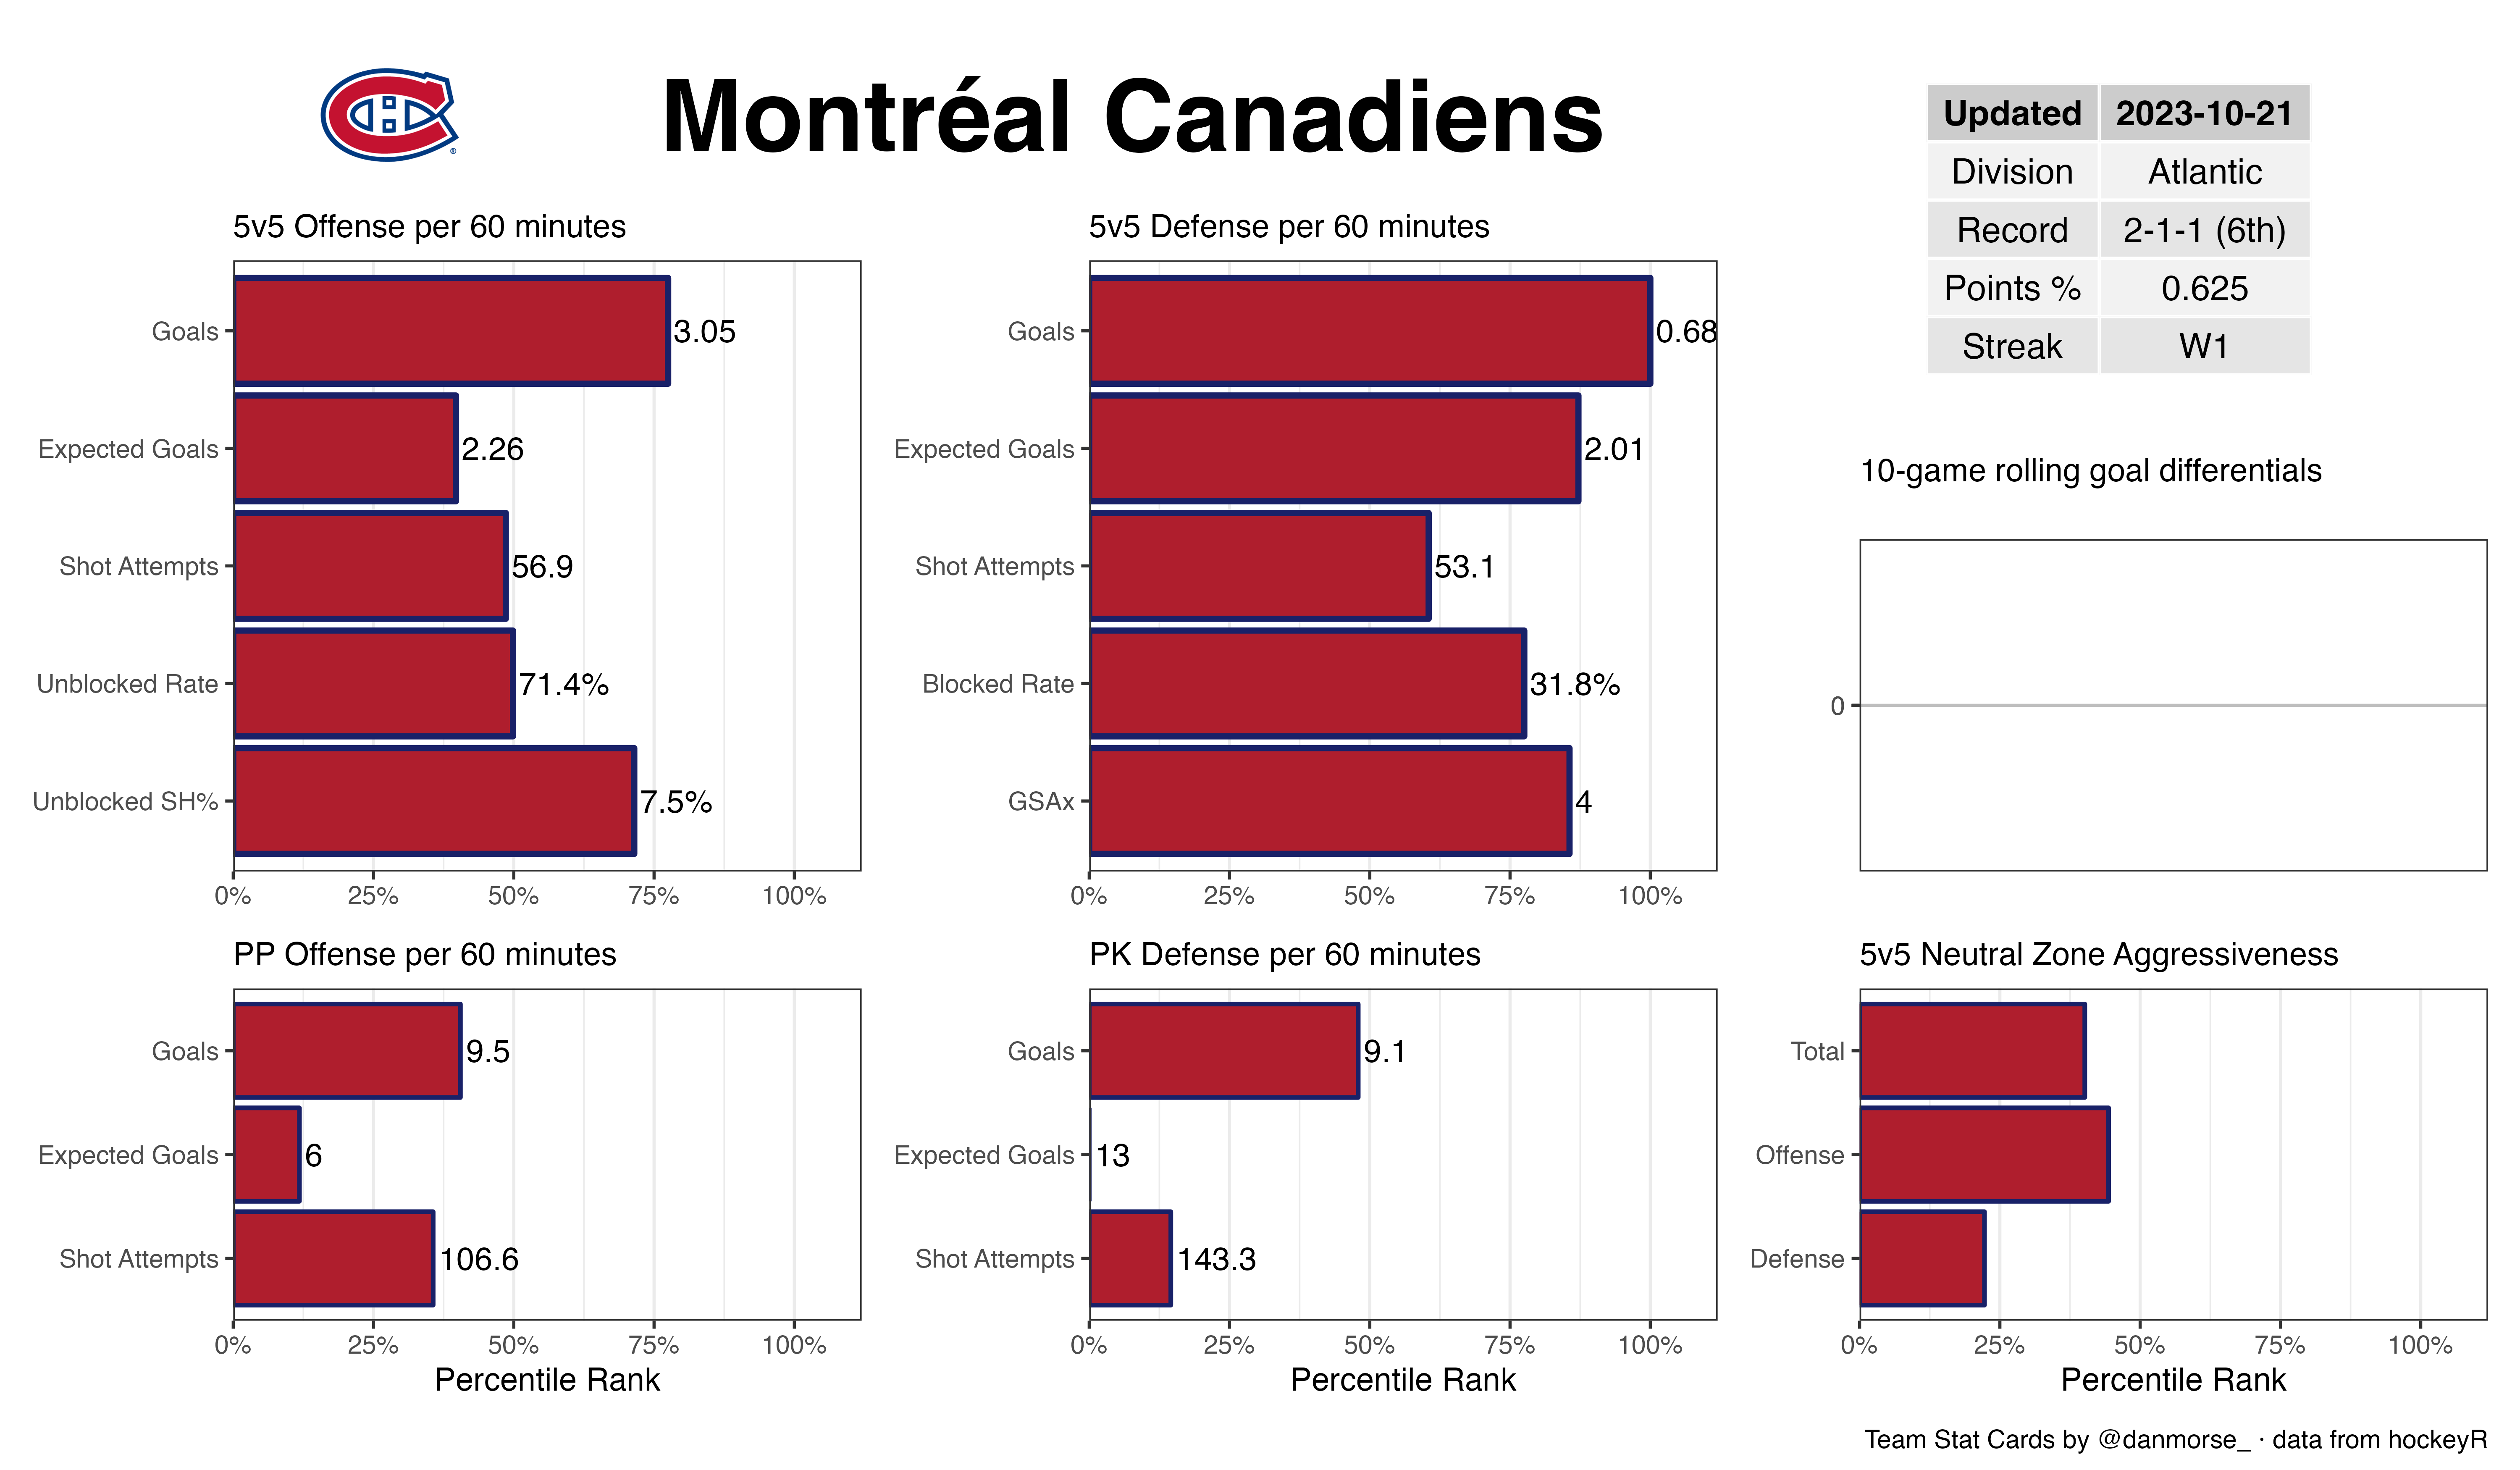 Montréal Canadiens
Updated 2023-10-21
Division Atlantic
Record 2-1-1 (6th)
Points % 0.625
Streak W1
5v5 Offense per 60 minutes
Goals 3.05
Expected Goals 2.26
Shot Attempts 56.9
Unblocked Rate 71.4%
Unblocked SH% 7.5%
0% 25% 50% 75% 100%
5v5 Defense per 60 minutes
Goals 0.68
Expected Goals 2.01
Shot Attempts 53.1
Blocked Rate 31.8%
GSAx 4
0% 25% 50% 75% 100%
10-game rolling goal differentials
0
PP Offense per 60 minutes
Goals 9.5
Expected Goals 6
Shot Attempts 106.6
0% 25% 50% 75% 100%
Percentile Rank
PK Defense per 60 minutes
Goals 9.1
Expected Goals 13
Shot Attempts 143.3
0% 25% 50% 75% 100%
Percentile Rank
5v5 Neutral Zone Aggressiveness
Total
Offense
Defense
0% 25% 50% 75% 100%
Percentile Rank
Team Stat Cards by @danmorse_ · data from hockeyR